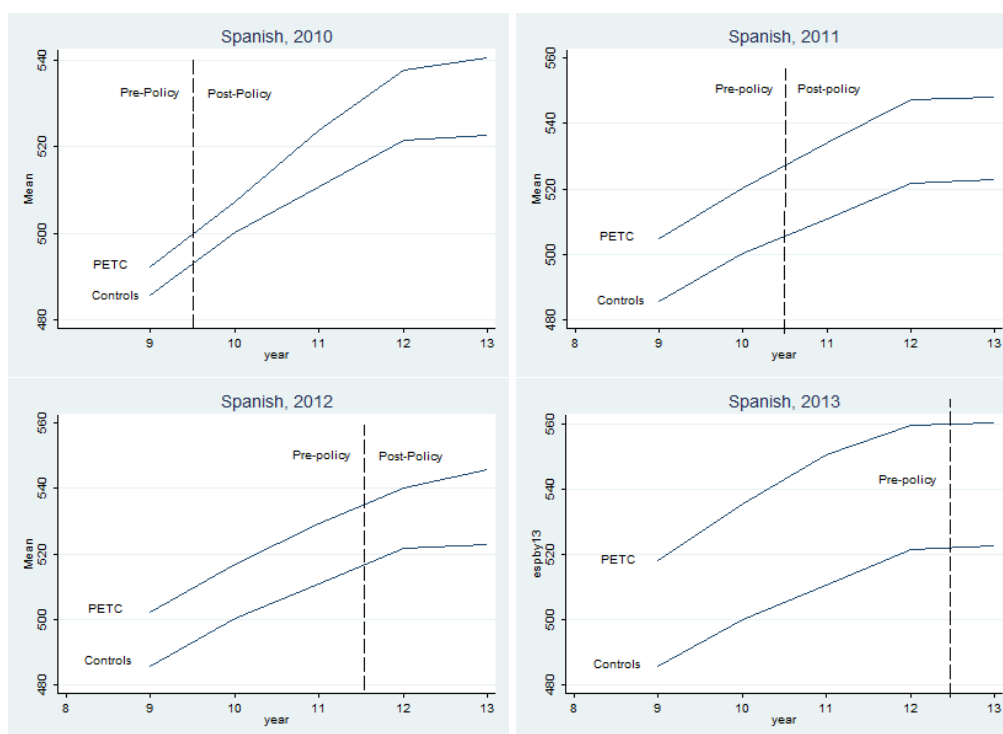 Spanish, 2010
540
520
500
480
Mean
Pre-Policy
Post-Policy
PETC
Controls
9
10
11
12
13
year
Spanish, 2011
560
540
520
500
480
Mean
Pre-policy
Post-policy
PETC
Controls
8
9
10
11
12
13
year
Spanish, 2012
560
540
520
500
480
Mean
Pre-policy
Post-Policy
PETC
Controls
8
9
10
11
12
13
year
Spanish, 2013
560
540
520
500
480
espby13
Pre-policy
PETC
Controls
8
9
10
11
12
13
year